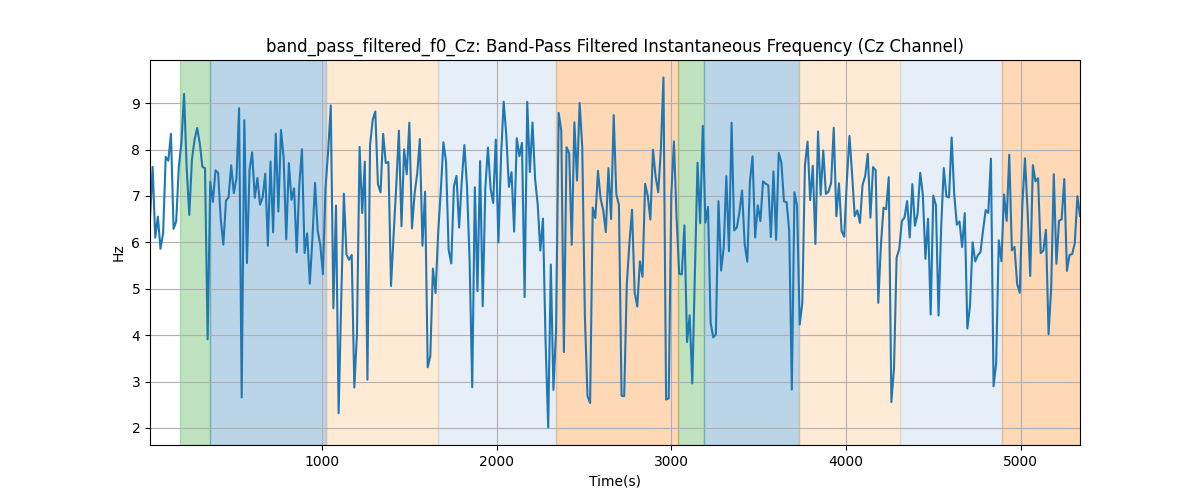 band_pass_filtered_f0_Cz: Band-Pass Filtered Instantaneous Frequency (Cz Channel)
9
8
7
6
5
4
3
2
Hz
1000 2000 3000 4000 5000
Time(s)